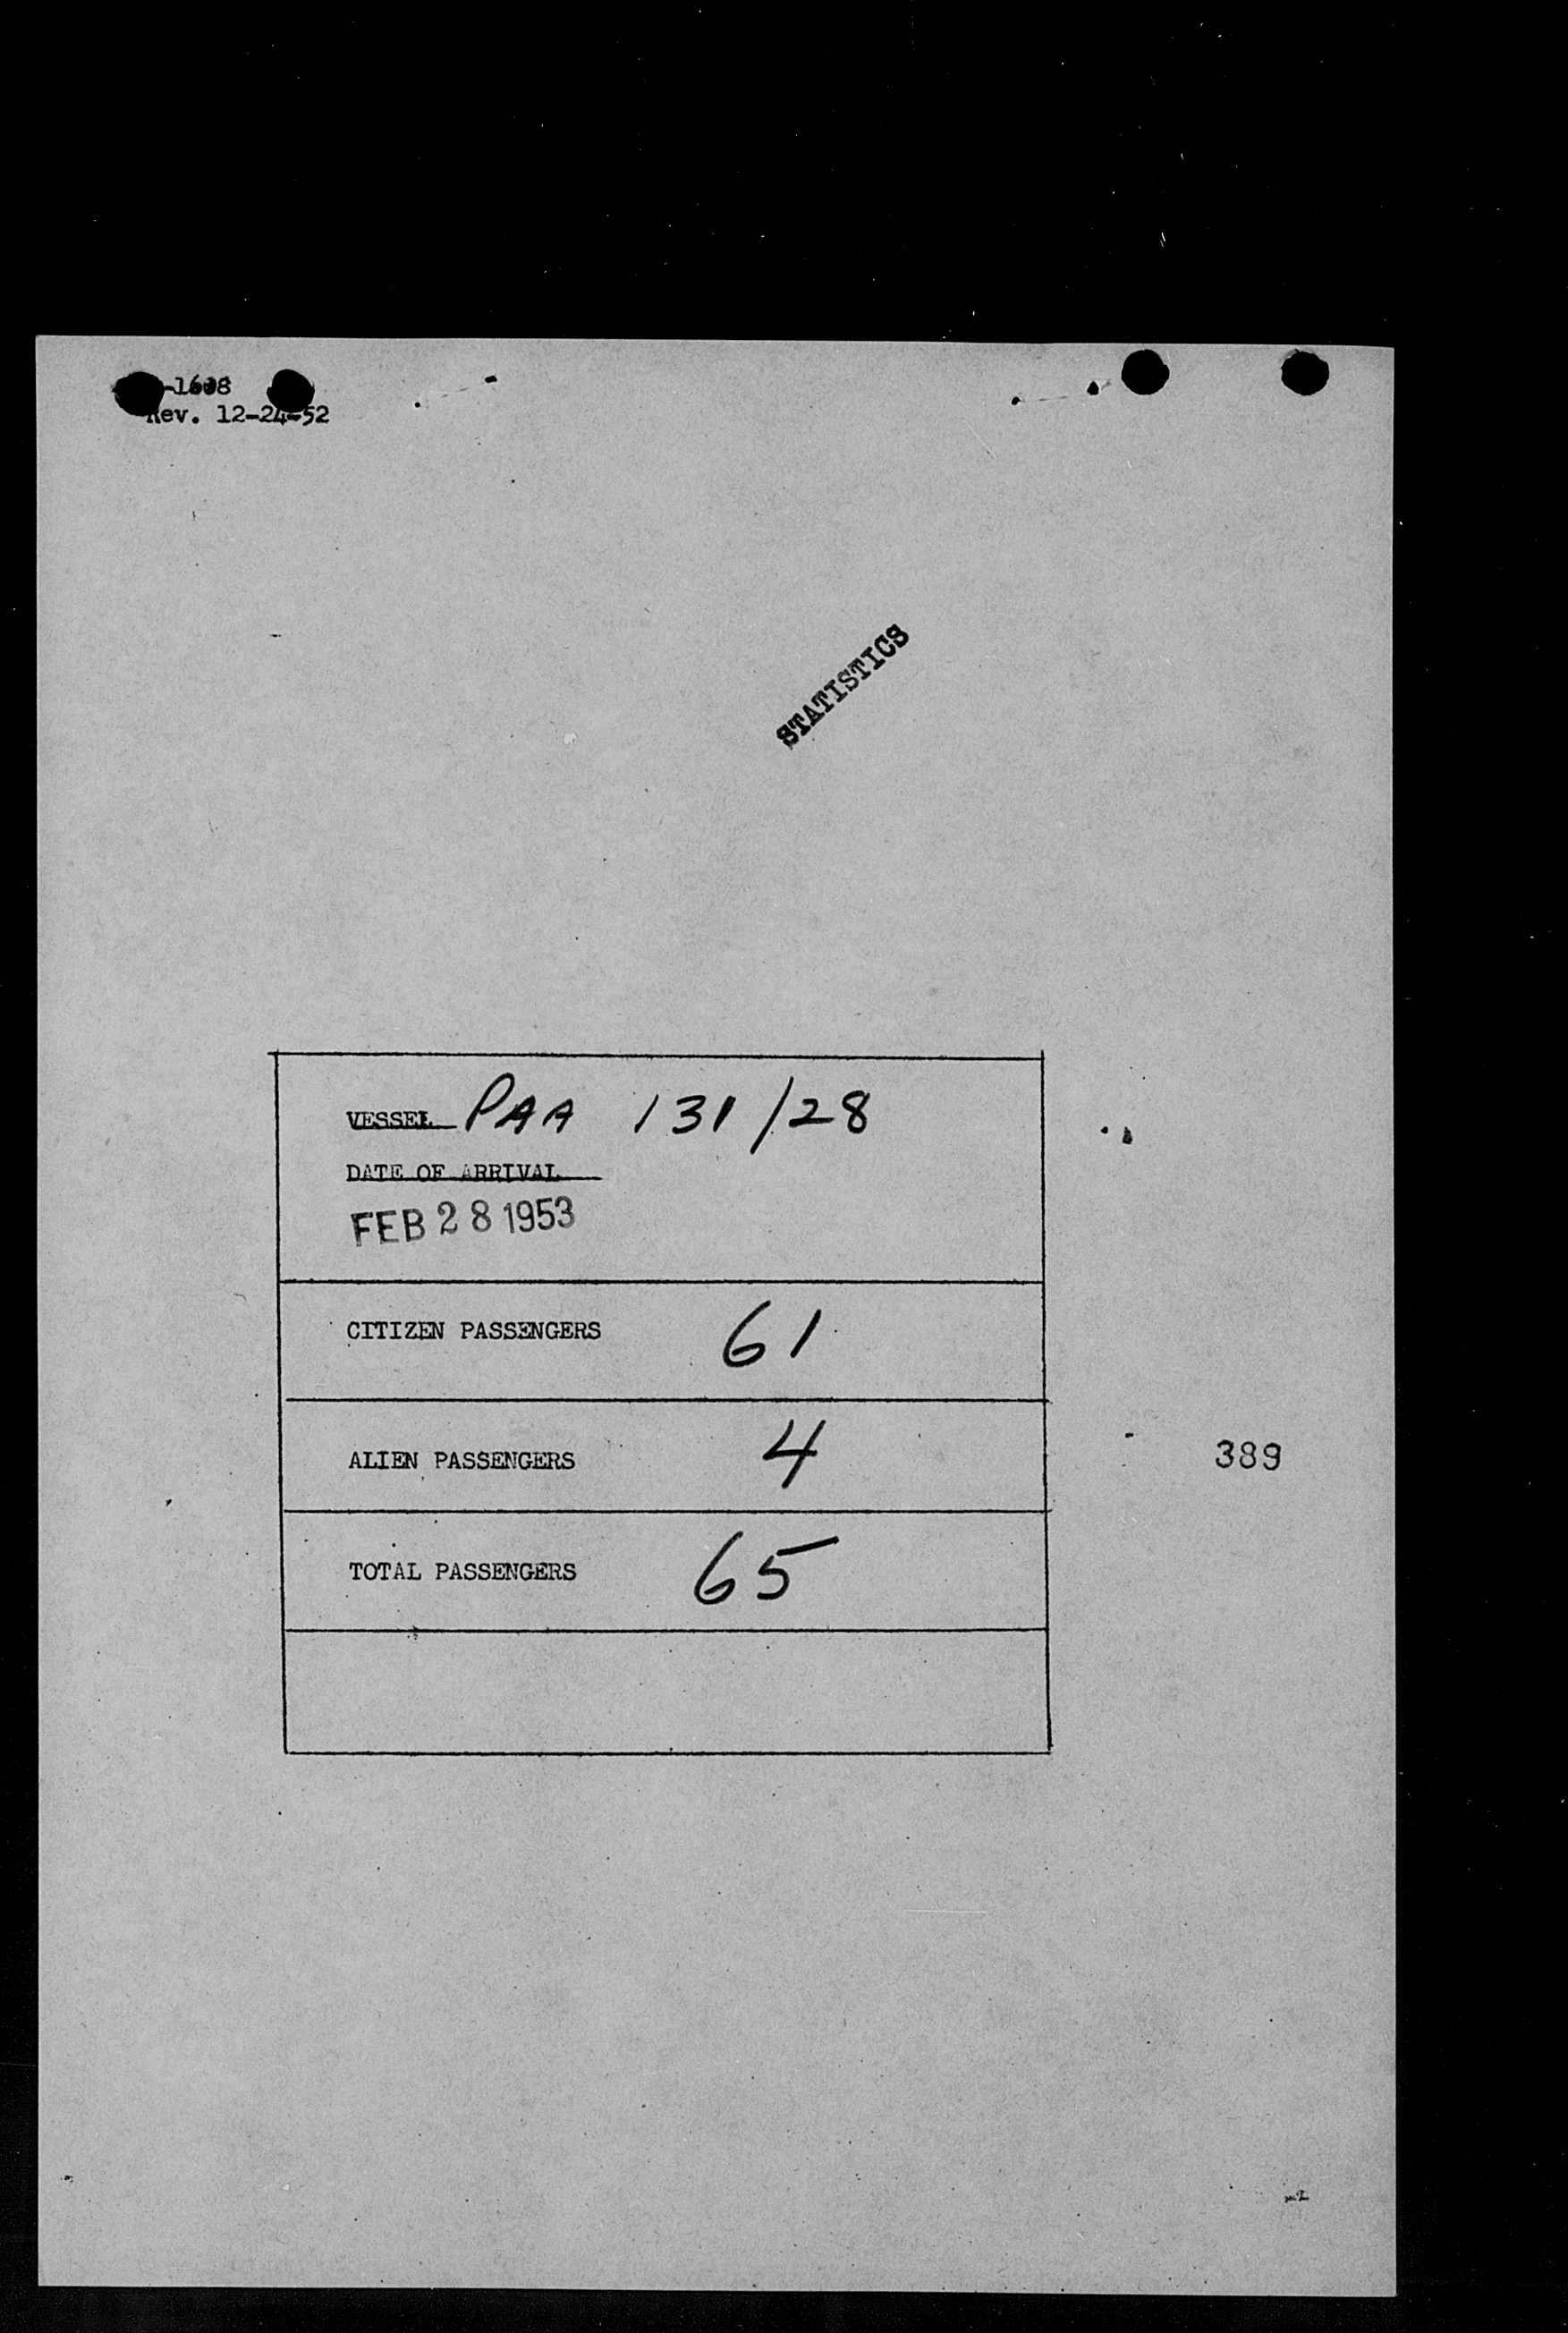 Rev. 12-24-52
STATISTICS
VESSEL PAA 131/28
DATE OF ARRIVAL
FEB 28 1953
CITIZEN PASSENGERS 61
ALIEN PASSENGERS 4
389
TOTAL PASSENGERS 65